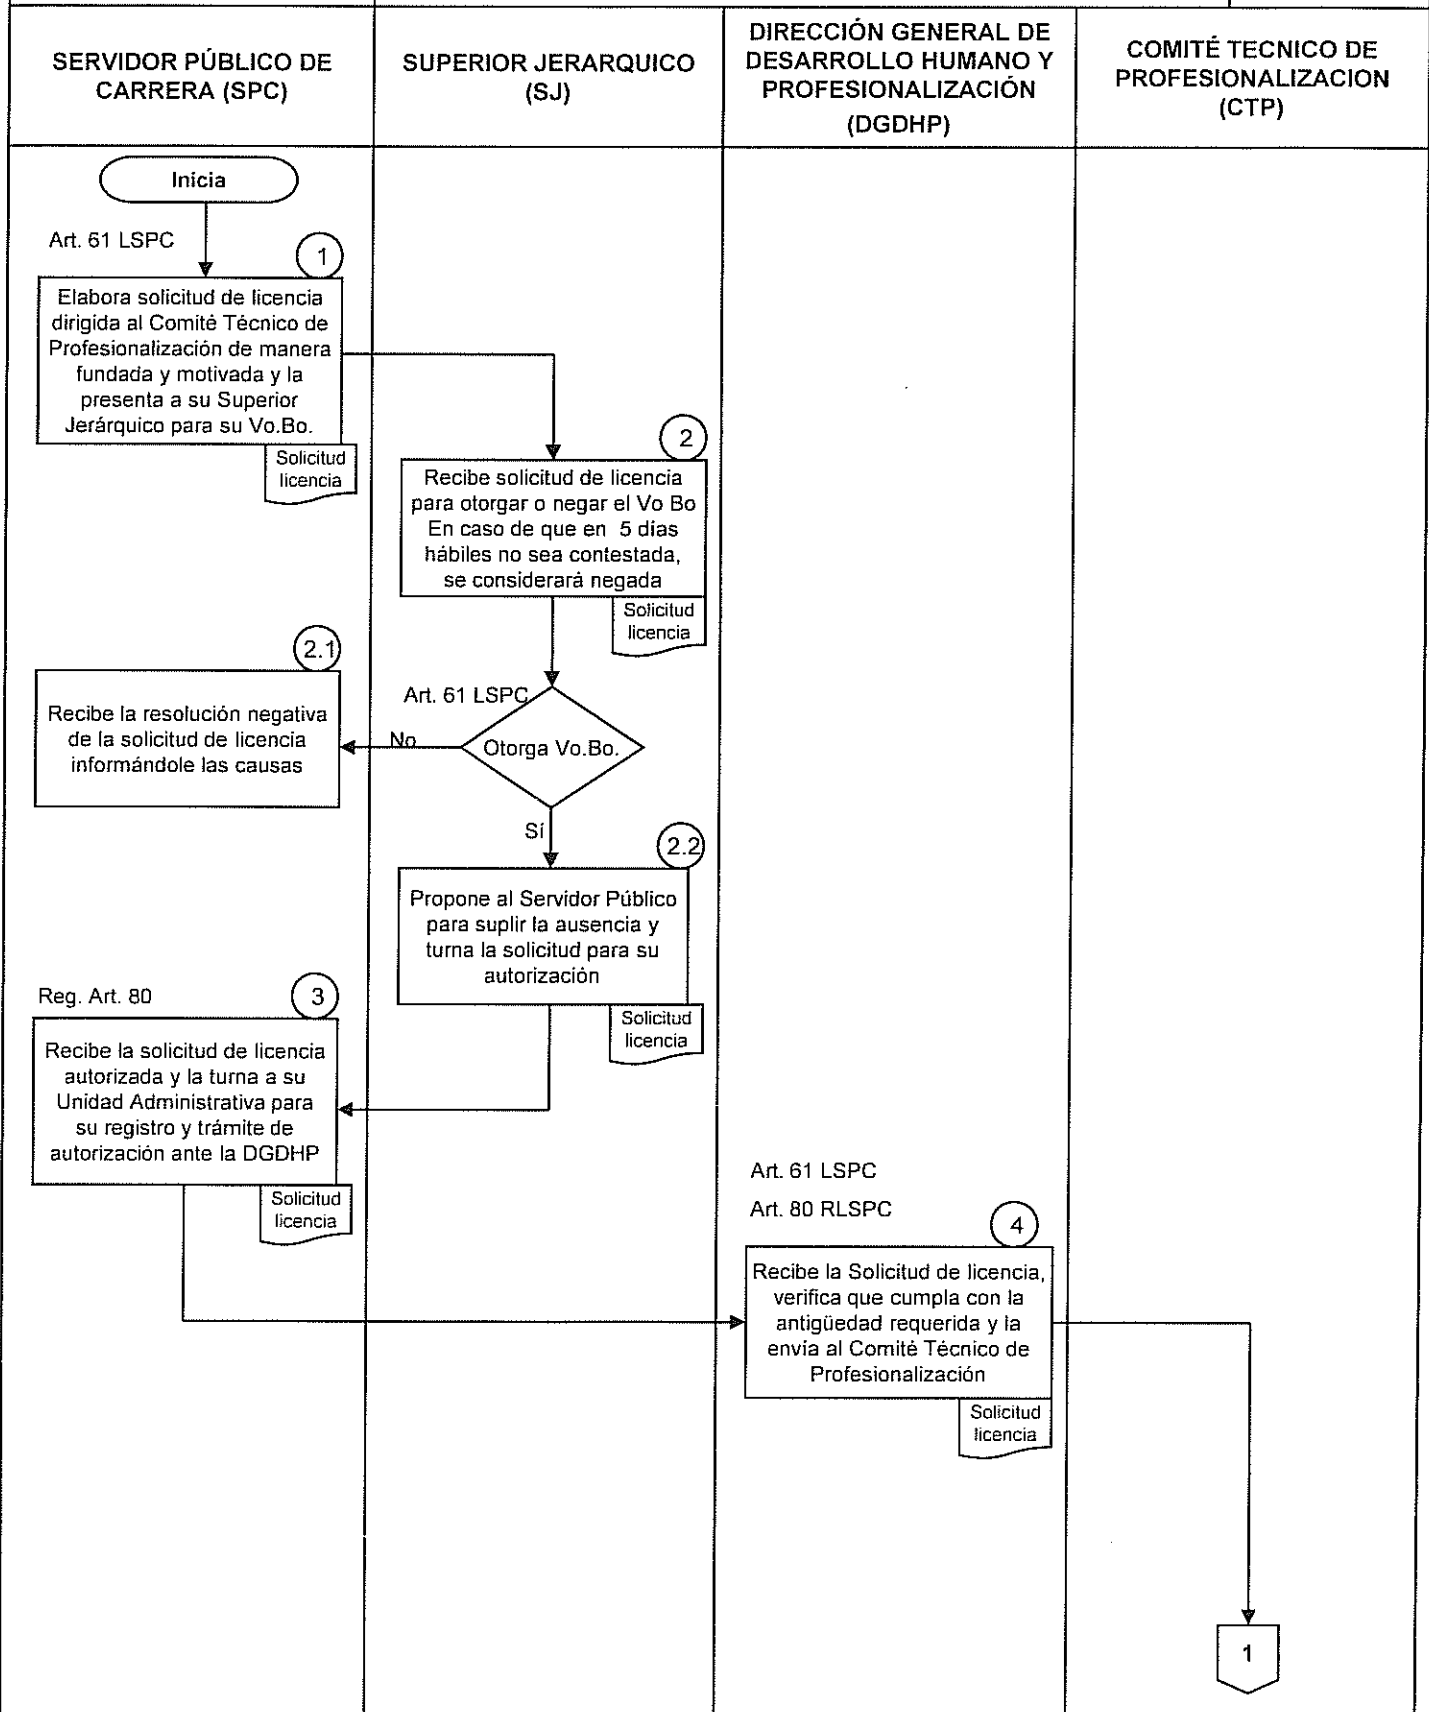 SERVIDOR PÚBLICO DE
CARRERA (SPC)
SUPERIOR JERARQUICO
(SJ)
DIRECCIÓN GENERAL DE
DESARROLLO HUMANO Y
PROFESIONALIZACIÓN
(DGDHP)
COMITÉ TECNICO DE
PROFESIONALIZACION
(CTP)
Inicia
Art. 61 LSPC
1
Elabora solicitud de licencia
dirigida al Comité Técnico de
Profesionalización de manera
fundada y motivada y la
presenta a su Superior
Jerárquico para su Vo.Bo.
Solicitud
licencia
2
Recibe solicitud de licencia
para otorgar o negar el Vo Bo
En caso de que en 5 días
hábiles no sea contestada,
se considerará negada
Solicitud
licencia
2.1
Recibe la resolución negativa
de la solicitud de licencia
informándole las causas
Art. 61 LSPC
No
Otorga Vo.Bo.
Sí
2.2
Propone al Servidor Público
para suplir la ausencia y
turna la solicitud para su
autorización
Solicitud
licencia
Reg. Art. 80
3
Recibe la solicitud de licencia
autorizada y la turna a su
Unidad Administrativa para
su registro y trámite de
autorización ante la DGDHP
Solicitud
licencia
Art. 61 LSPC
Art. 80 RLSPC
4
Recibe la Solicitud de licencia,
verifica que cumpla con la
antigüedad requerida y la
envía al Comité Técnico de
Profesionalización
Solicitud
licencia
1